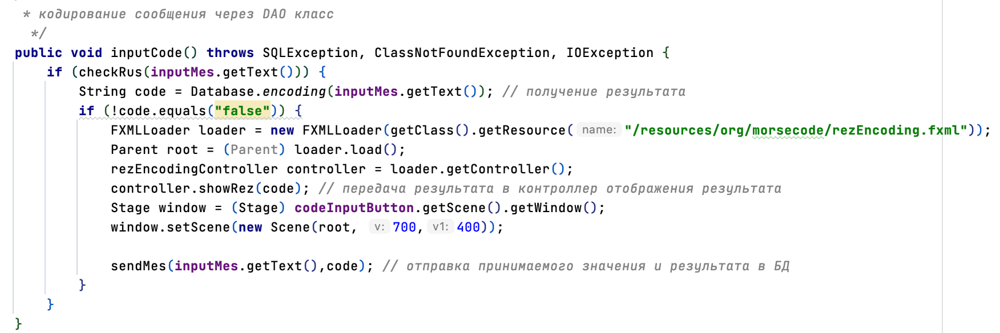 * кодирование сообщения через DAO класс
*/
public void inputCode() throws SQLException, ClassNotFoundException, IOException {
if (checkRus(inputMes.getText())) {
String code = Database.encoding(inputMes.getText()); // получение результата
if (!code.equals("false")) {
FXMLLoader loader = new FXMLLoader(getClass().getResource( name: "/resources/org/morsecode/rezEncoding.fxml"));
Parent root = (Parent) loader.load();
rezEncodingController controller = loader.getController();
controller.showRez(code); // передача результата в контроллер отображения результата
Stage window = (Stage) codeInputButton.getScene().getWindow();
window.setScene(new Scene(root, v: 700, v1: 400));
sendMes(inputMes.getText(),code); // отправка принимаемого значения и результата в БД
}
}
}